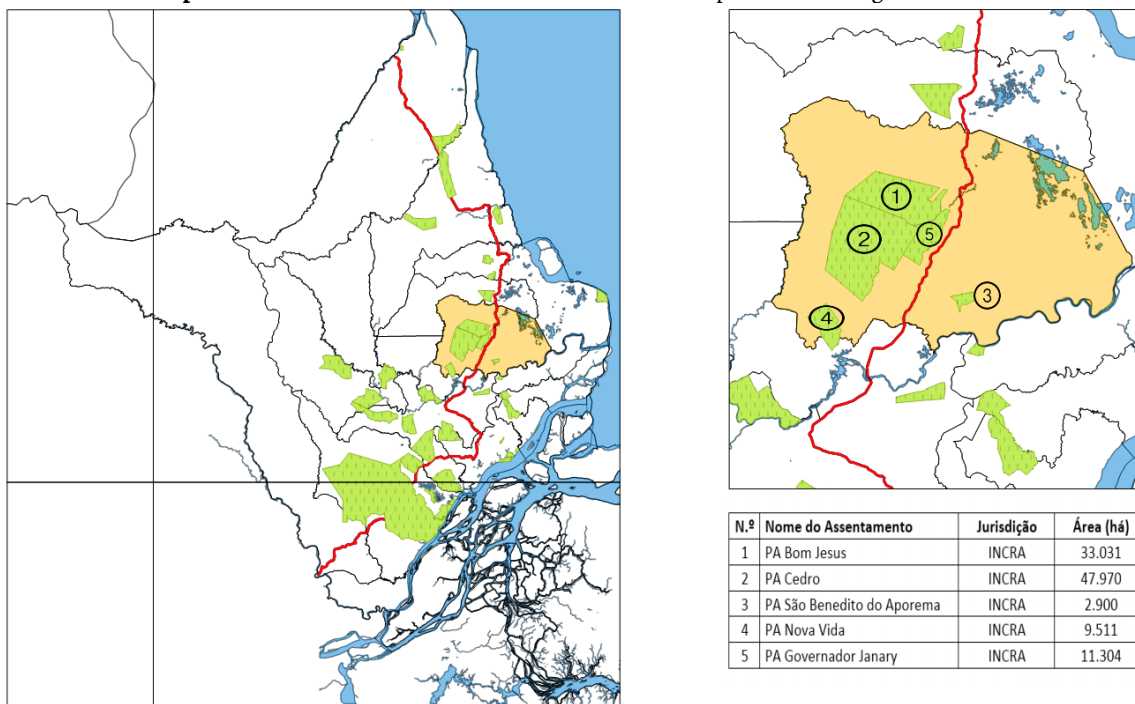 1
5
2
3
4
N.º Nome do Assentamento Jurisdição Área (há)
1 PA Bom Jesus INCRA 33.031
2 PA Cedro INCRA 47.970
3 PA São Benedito do Aporema INCRA 2.900
4 PA Nova Vida INCRA 9.511
5 PA Governador Janary INCRA 11.304